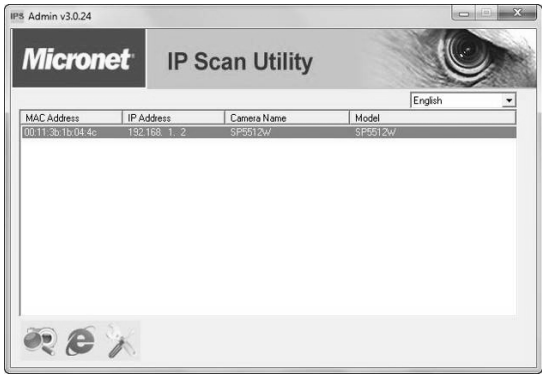 IPS Admin v3.0.24
Micronet IP Scan Utility
English
MAC Address IP Address Camera Name Model
00:11:3b:1b:04:4c 192.168. 1. 2 SP5512W SP5512W